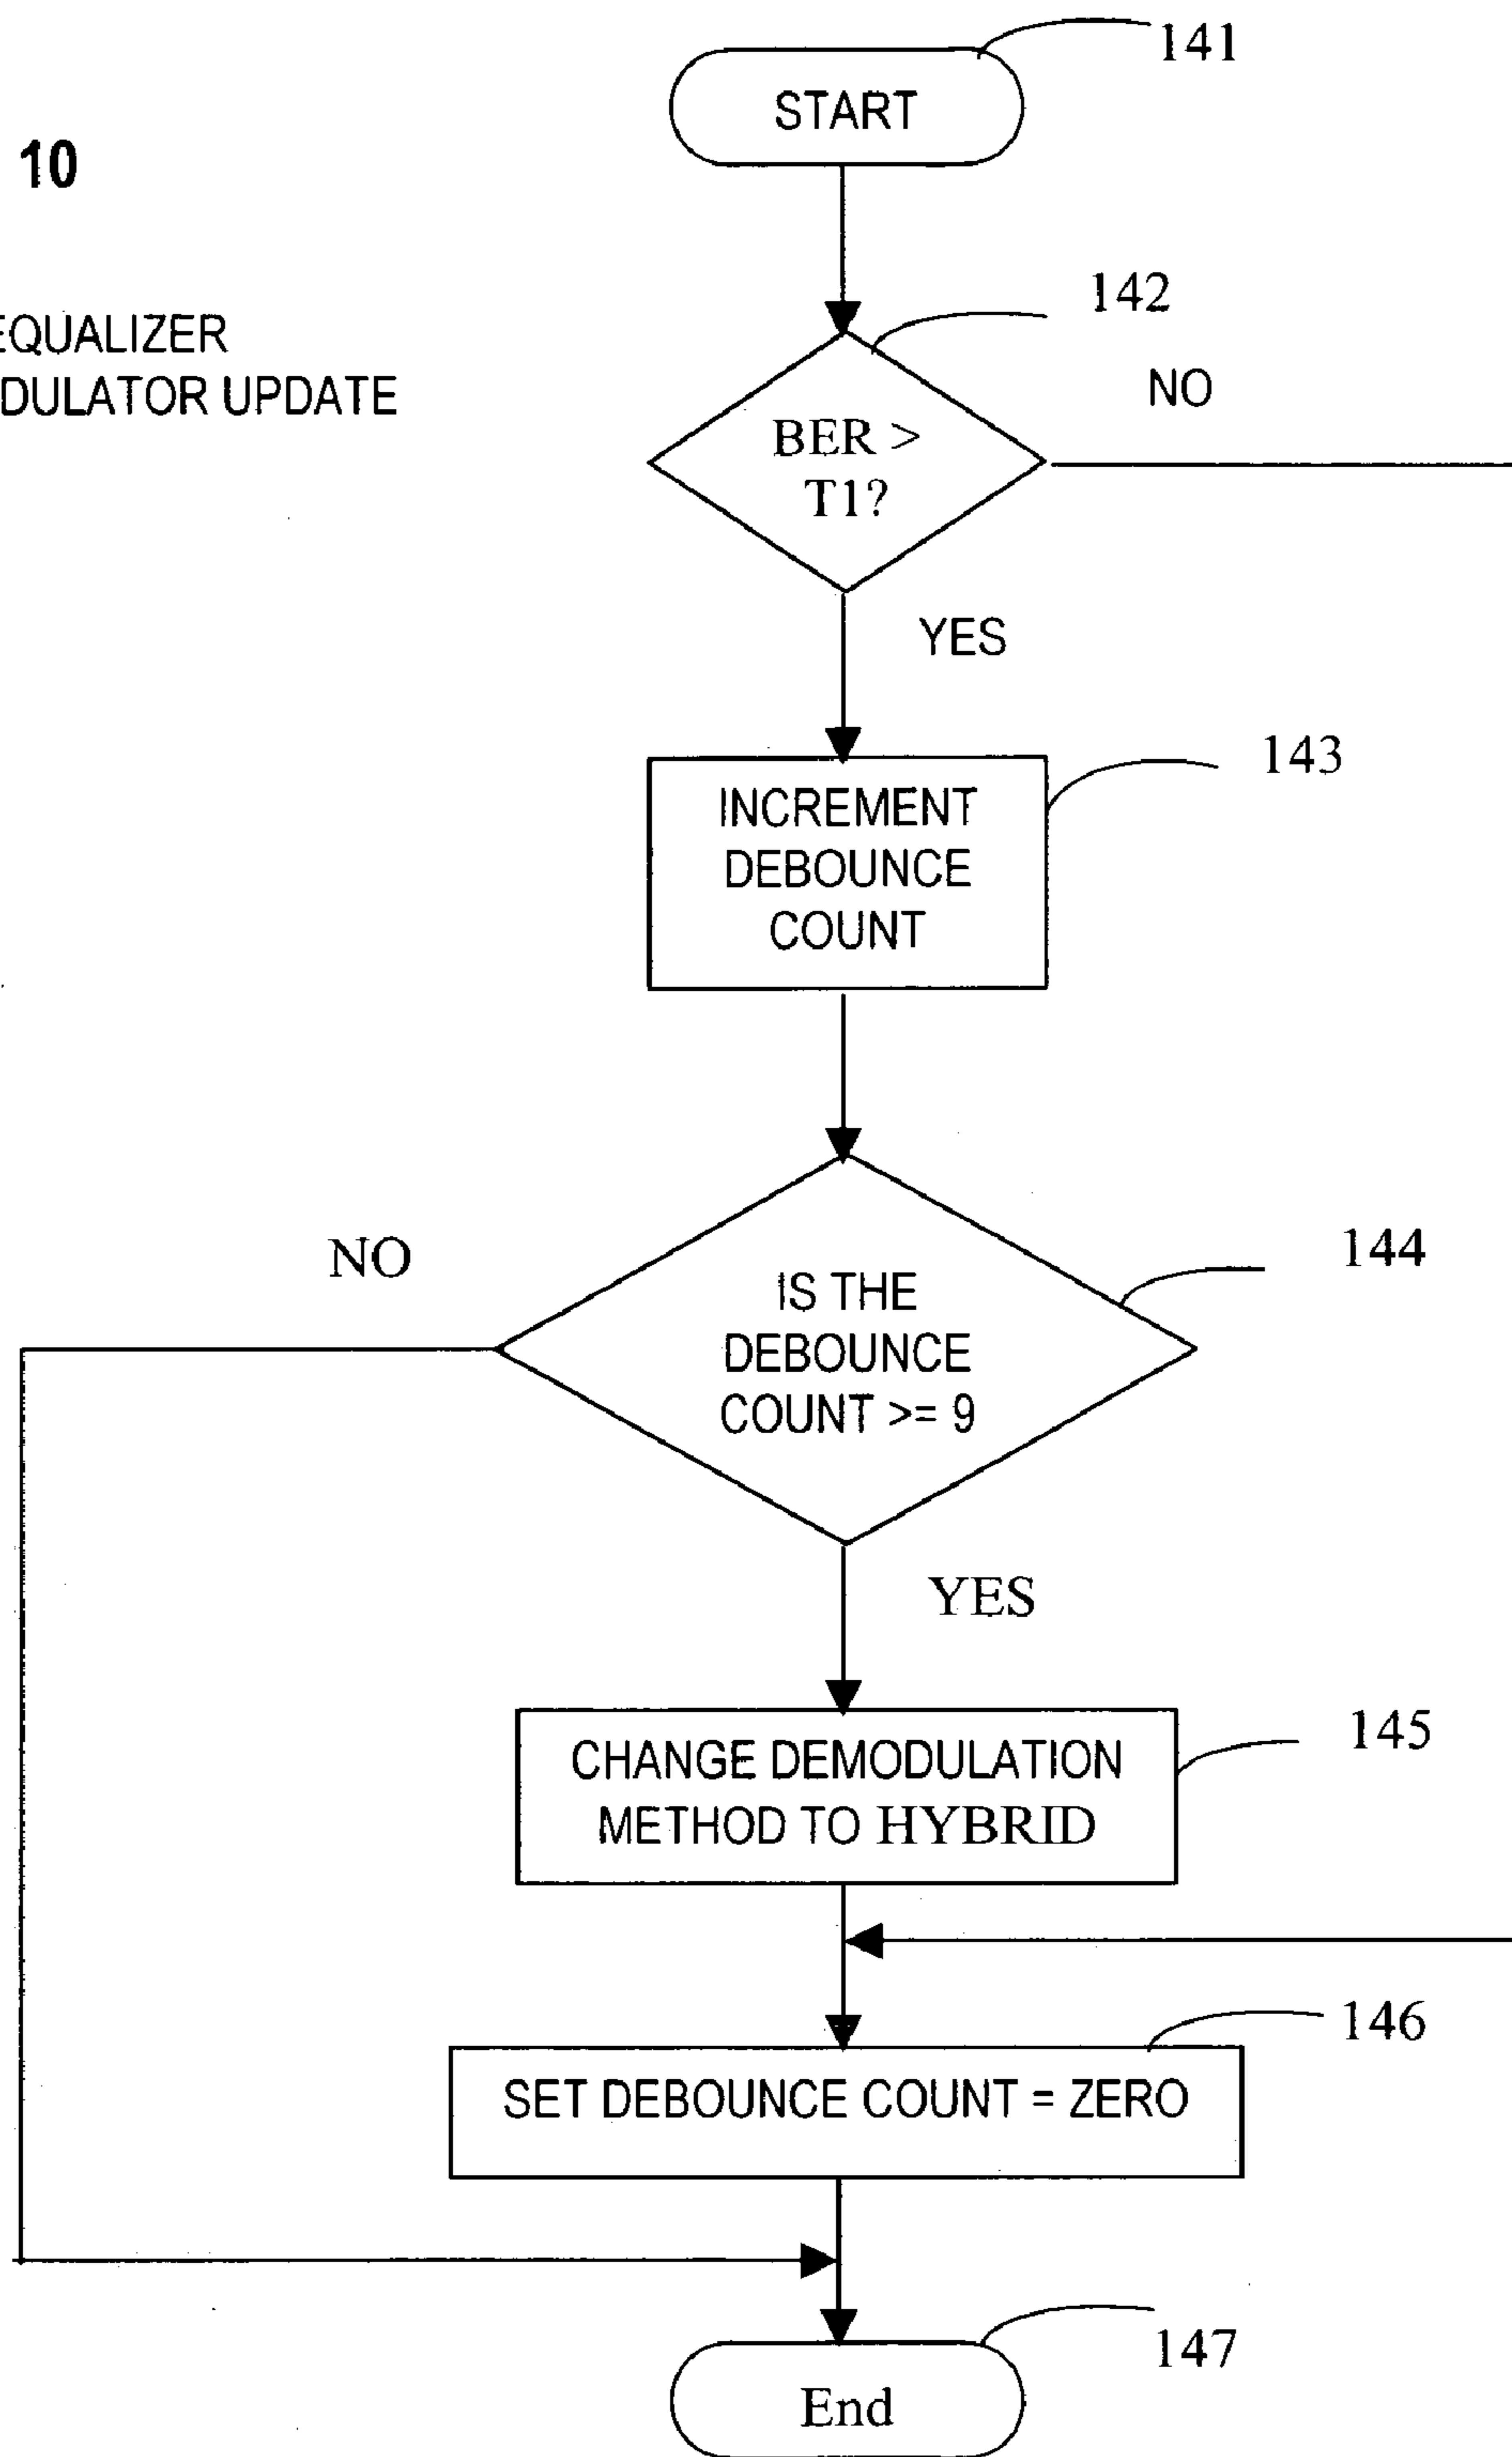 141
START
10
142
EQUALIZER
DULATOR UPDATE
NO
BER >
T1?
YES
143
INCREMENT
DEBOUNCE
COUNT
NO
144
IS THE
DEBOUNCE
COUNT >= 9
YES
145
CHANGE DEMODULATION
METHOD TO HYBRID
146
SET DEBOUNCE COUNT = ZERO
147
End